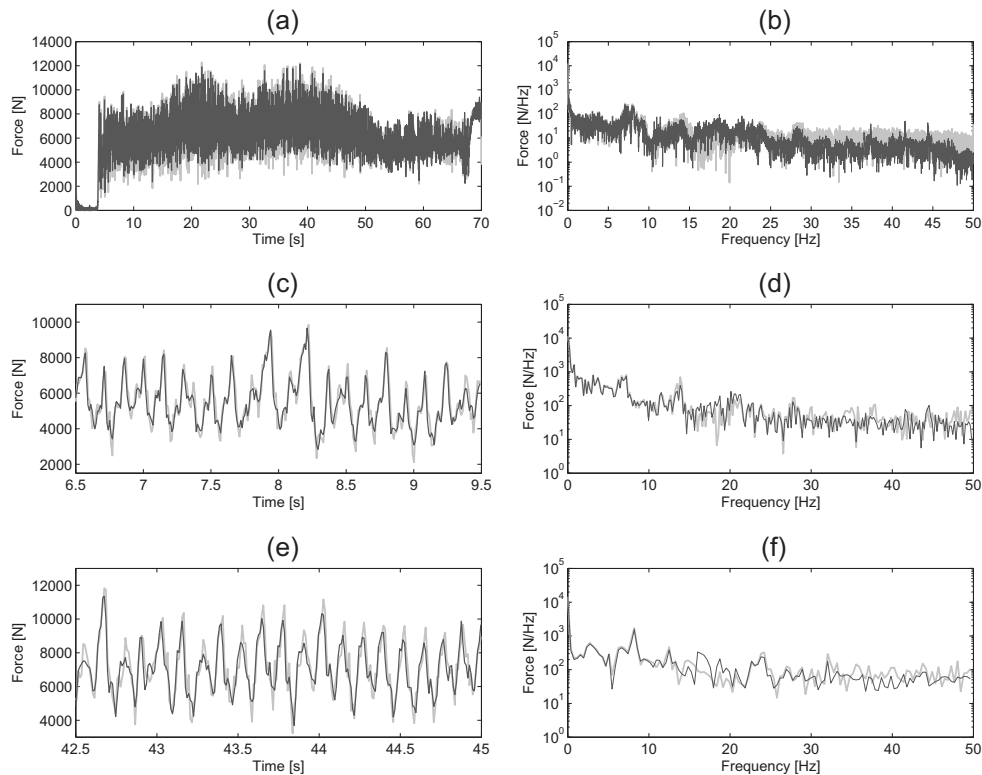 (a)
14000
12000
10000
8000
6000
4000
2000
0
Force [N]
0 10 20 30 40 50 60 70
Time [s]
(b)
10^5
10^4
10^3
10^2
10^1
10^0
10^−1
10^−2
Force [N/Hz]
0 5 10 15 20 25 30 35 40 45 50
Frequency [Hz]
(c)
10000
8000
6000
4000
2000
Force [N]
6.5 7 7.5 8 8.5 9 9.5
Time [s]
(d)
10^5
10^4
10^3
10^2
10^1
10^0
Force [N/Hz]
0 10 20 30 40 50
Frequency [Hz]
(e)
12000
10000
8000
6000
4000
Force [N]
42.5 43 43.5 44 44.5 45
Time [s]
(f)
10^5
10^4
10^3
10^2
10^1
10^0
Force [N/Hz]
0 10 20 30 40 50
Frequency [Hz]